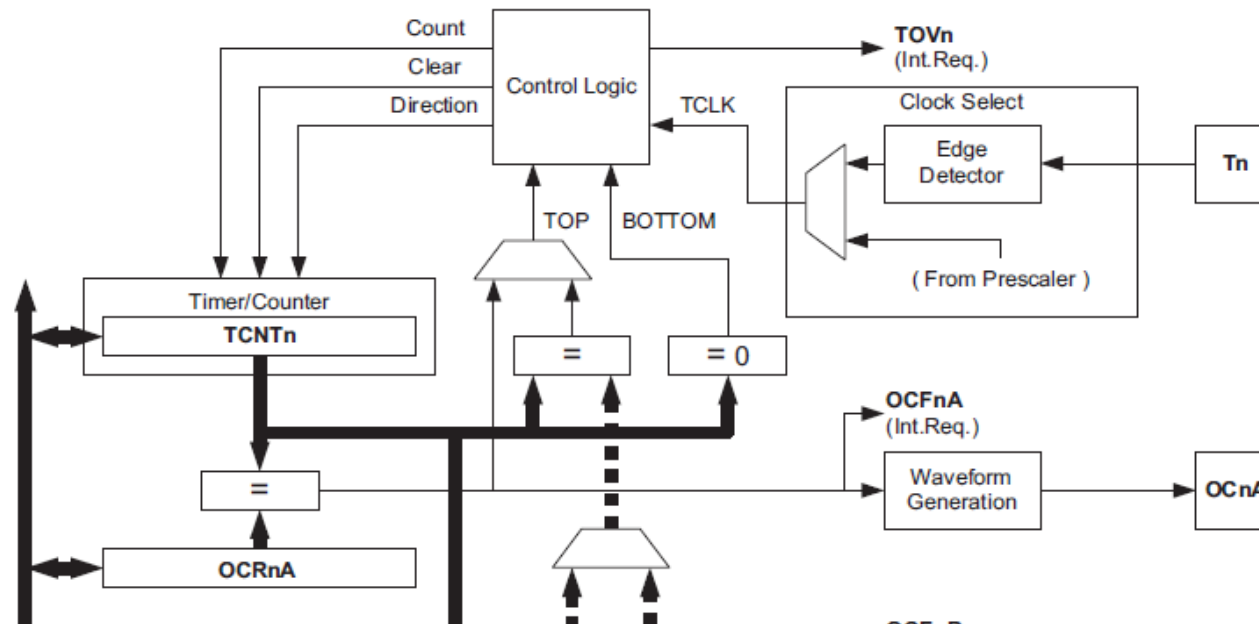 Count
TOVn
(Int.Req.)
Clear
Control Logic
Direction
TCLK
Clock Select
Edge
Detector
Tn
TOP
BOTTOM
( From Prescaler )
Timer/Counter
TCNTn
=
= 0
OCFnA
(Int.Req.)
=
Waveform
Generation
OCnA
OCRnA